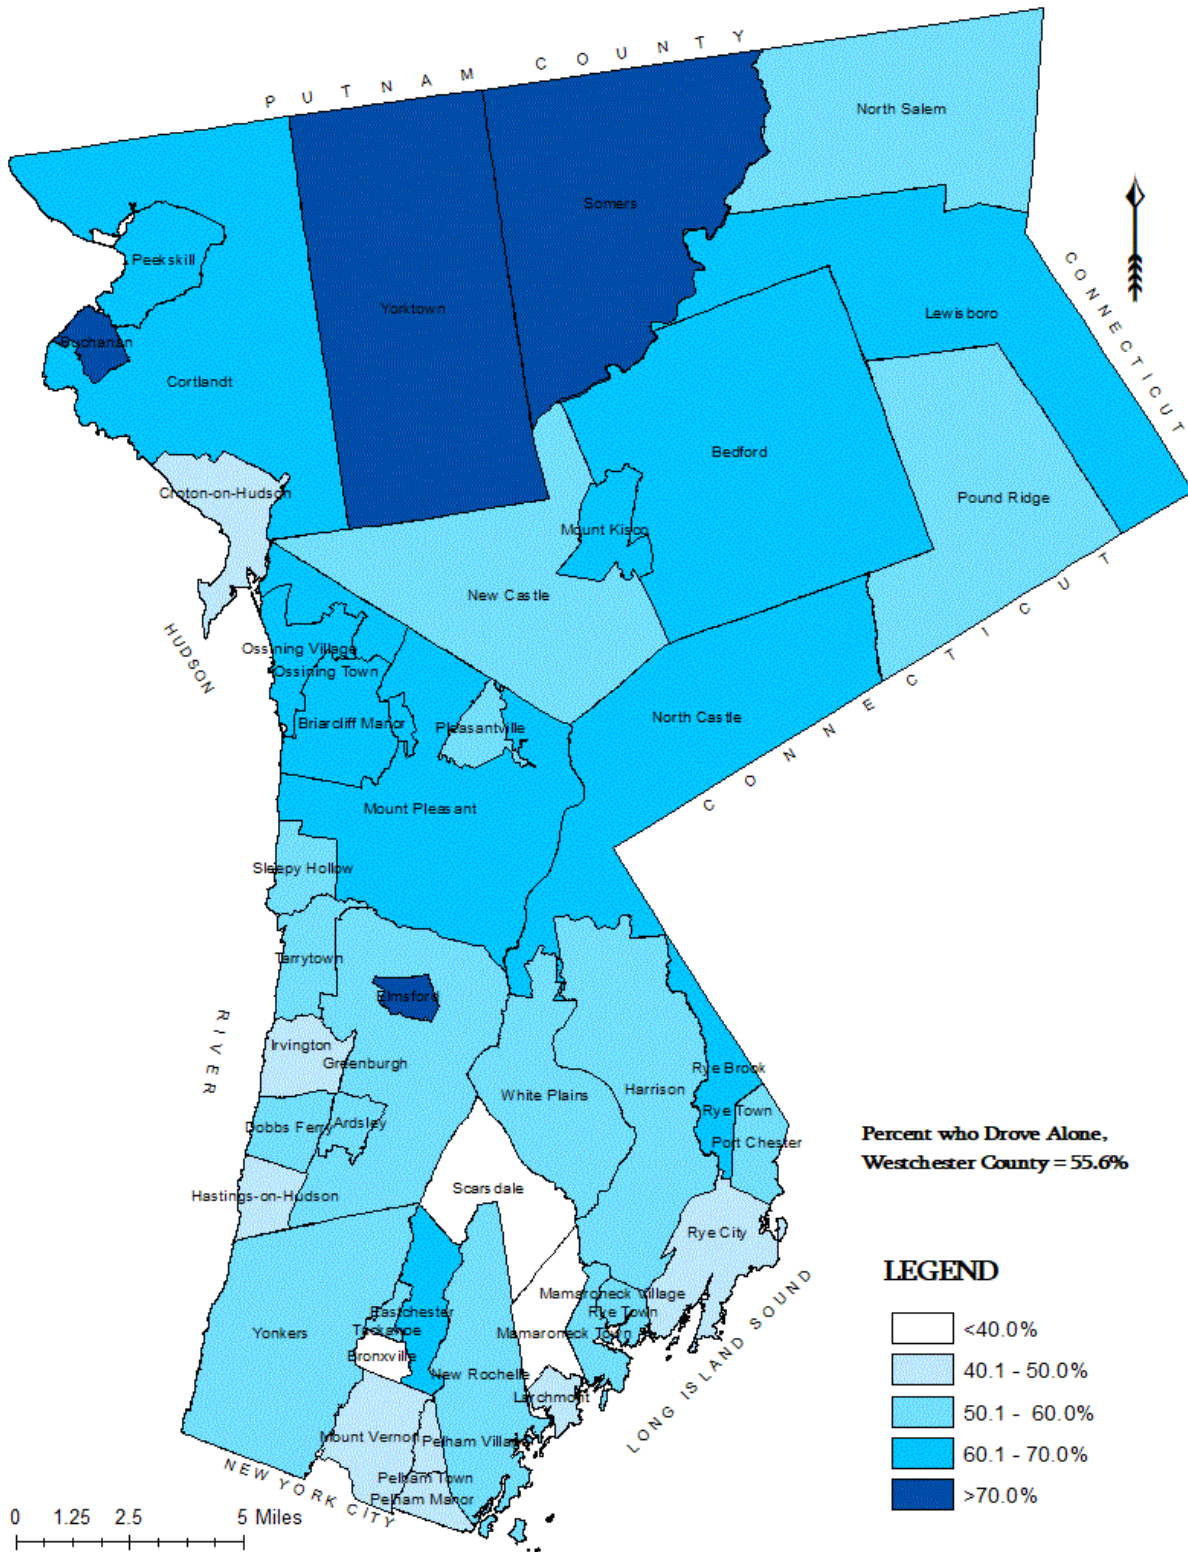 PUTNAM COUNTY
North Salem
Somers
CONNECTICUT
Peekskill
Yorktown
Lewisboro
Buchanan
Cortlandt
Bedford
Croton-on-Hudson
Pound Ridge
Mount Kisco
New Castle
CONNECTICUT
HUDSON
Ossining Village
Ossining Town
Briarcliff Manor
Pleasantville
North Castle
Mount Pleasant
Sleepy Hollow
Tarrytown
Elmsford
RIVER
Irvington
Greenburgh
Rye Brook
White Plains
Harrison
Rye Town
Dobbs Ferry
Ardsley
Port Chester
Percent who Drove Alone,
Westchester County = 55.6%
Scarsdale
Hastings-on-Hudson
Rye City
Mamaroneck Village
Rye Town
Eastchester
Tuckahoe
Yonkers
Mamaroneck Town
Bronxville
New Rochelle
Larchmont
LONG ISLAND SOUND
Mount Vernon
Pelham Village
Pelham Town
Pelham Manor
NEW YORK CITY
LEGEND
<40.0%
40.1 - 50.0%
50.1 - 60.0%
60.1 - 70.0%
>70.0%
0 1.25 2.5 5 Miles